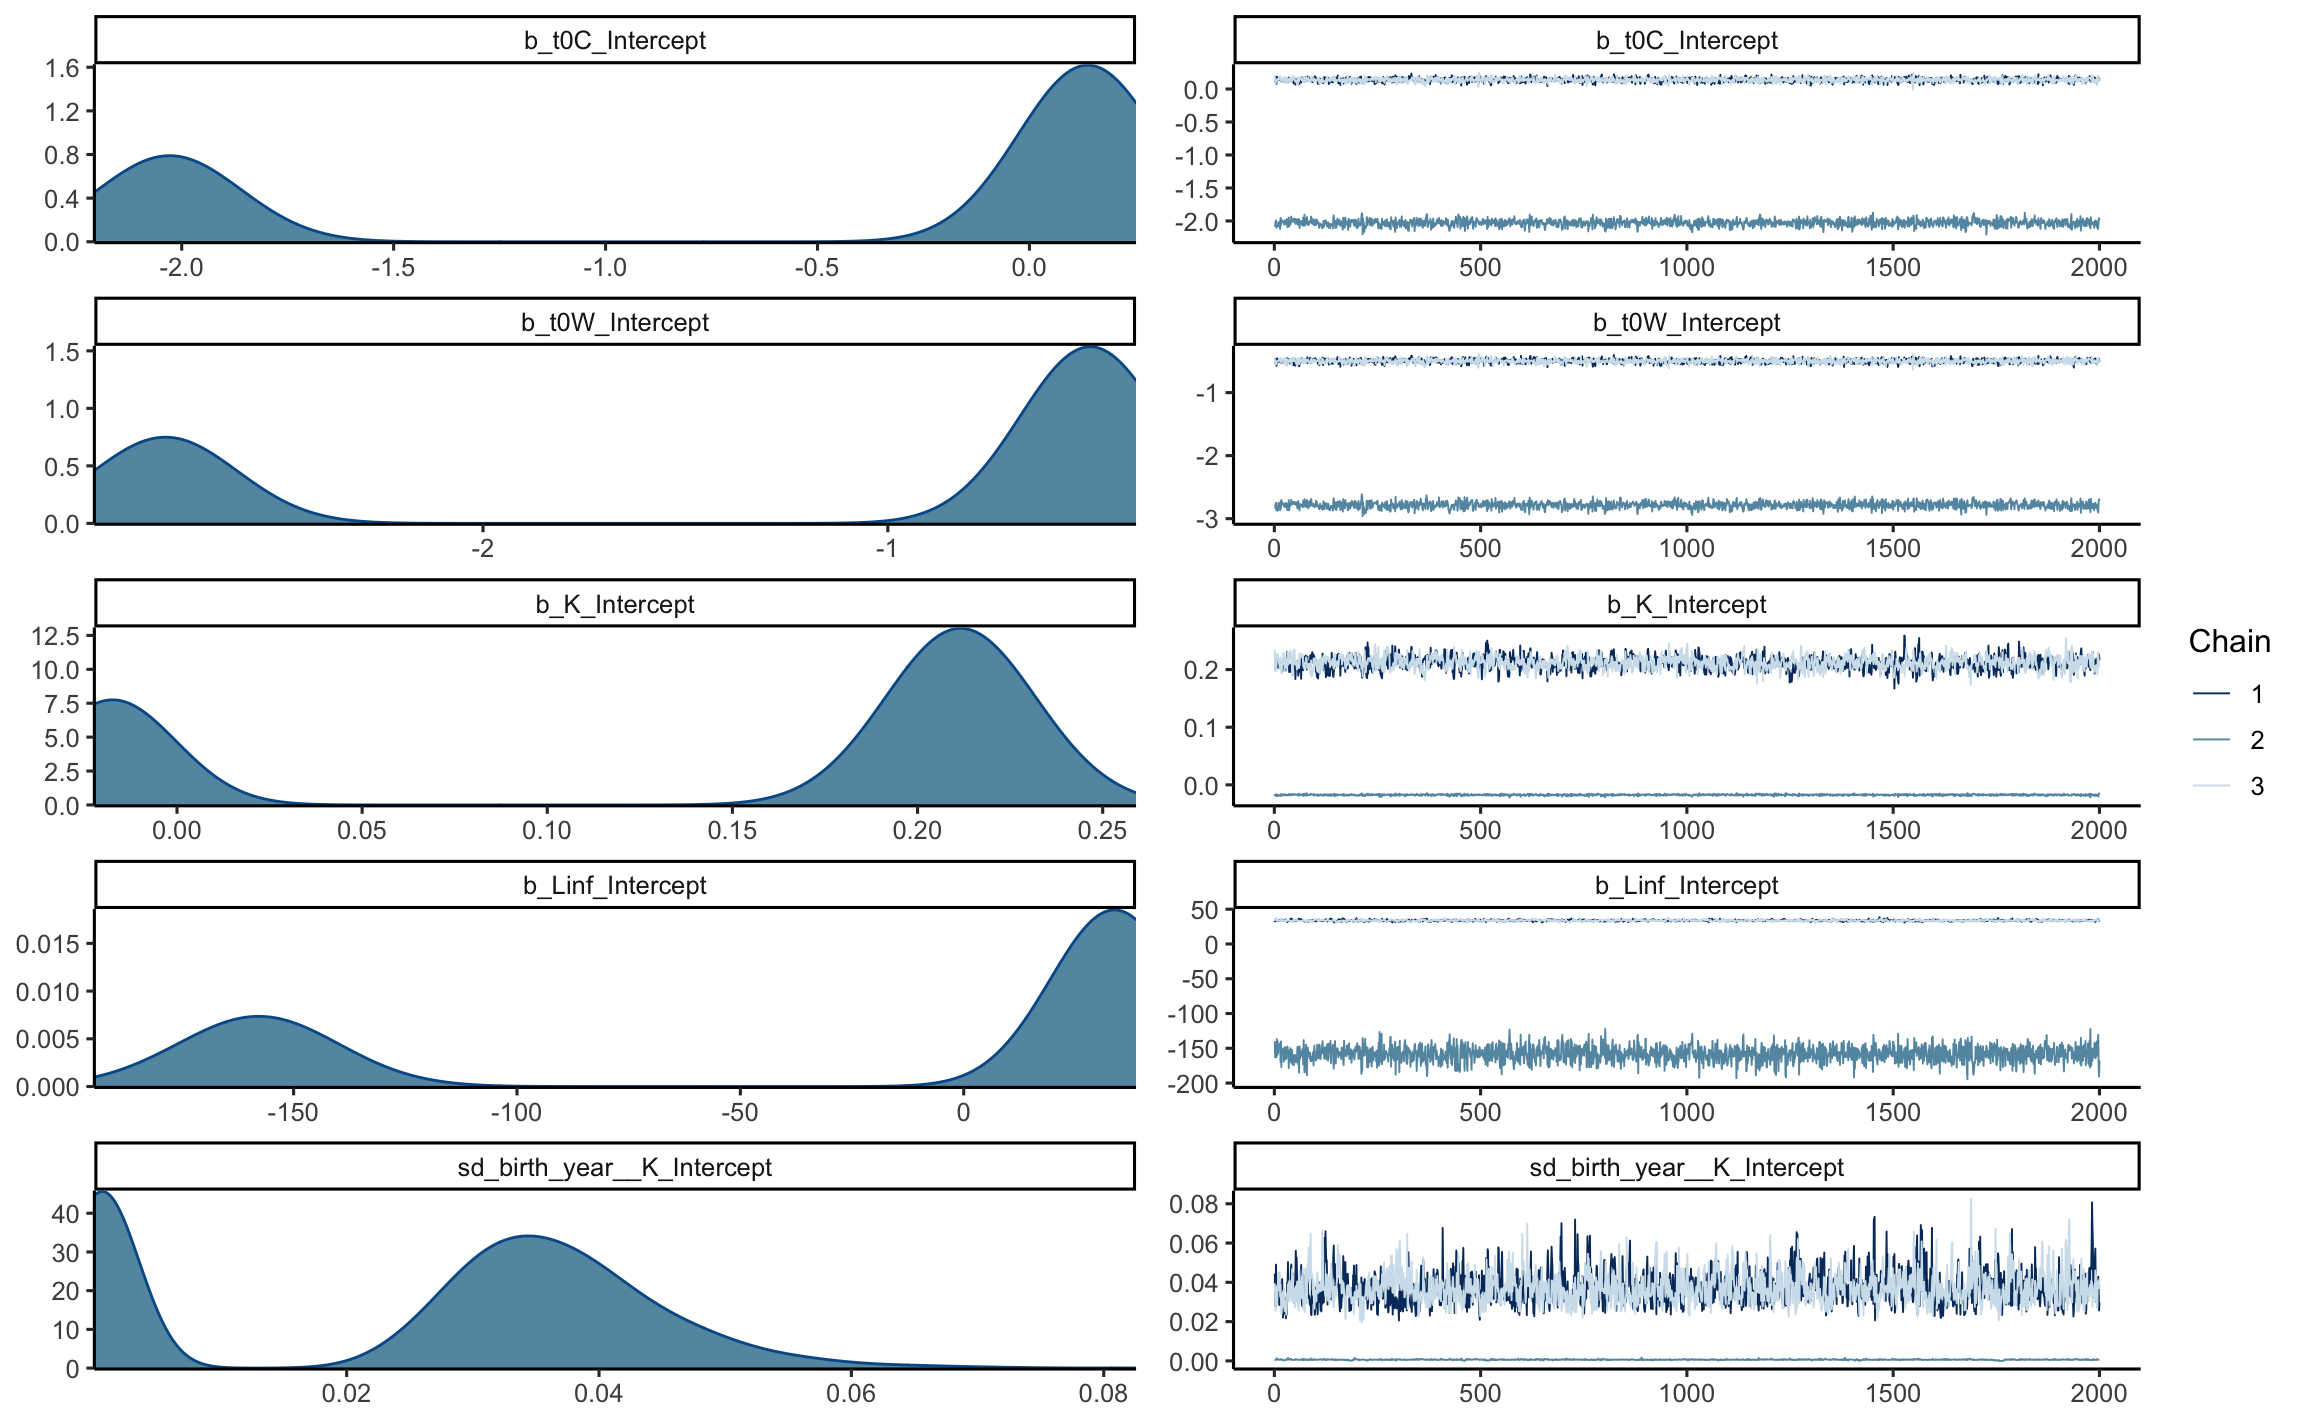 b_t0C_Intercept
1.6
1.2
0.8
0.4
0.0
-2.0 -1.5 -1.0 -0.5 0.0
b_t0C_Intercept
0.0
-0.5
-1.0
-1.5
-2.0
0 500 1000 1500 2000
b_t0W_Intercept
1.5
1.0
0.5
0.0
-2 -1
b_t0W_Intercept
-1
-2
-3
0 500 1000 1500 2000
b_K_Intercept
12.5
10.0
7.5
5.0
2.5
0.0
0.00 0.05 0.10 0.15 0.20 0.25
b_K_Intercept
0.2
0.1
0.0
0 500 1000 1500 2000
b_Linf_Intercept
0.015
0.010
0.005
0.000
-150 -100 -50 0
b_Linf_Intercept
50
0
-50
-100
-150
-200
0 500 1000 1500 2000
sd_birth_year__K_Intercept
40
30
20
10
0
0.02 0.04 0.06 0.08
sd_birth_year__K_Intercept
0.08
0.06
0.04
0.02
0.00
0 500 1000 1500 2000
Chain
1
2
3